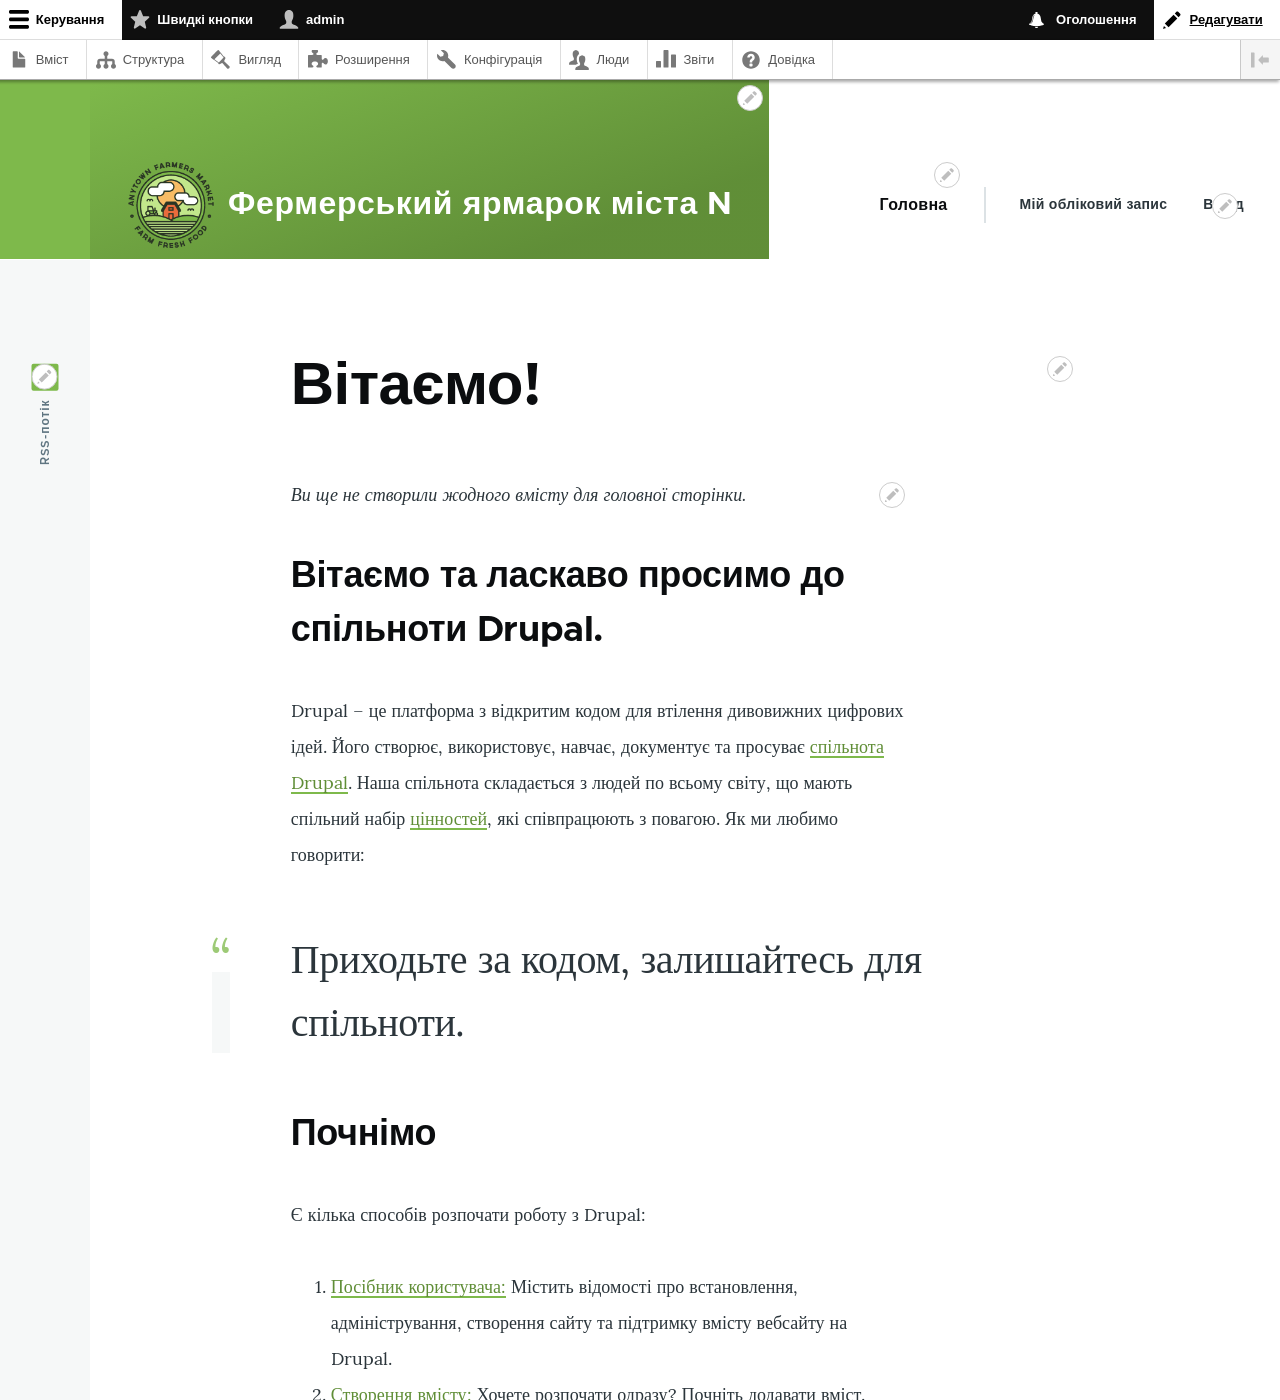 Керування Швидкі кнопки admin Оголошення Редагувати
Вміст Структура Вигляд Розширення Конфігурація Люди Звіти Довідка
ANYTOWN FARMERS MARKET
FARM FRESH FOOD
Фермерський ярмарок міста N
Головна Мій обліковий запис
RSS-потік
Вітаємо!
Ви ще не створили жодного вмісту для головної сторінки.
Вітаємо та ласкаво просимо до
спільноти Drupal.
Drupal – це платформа з відкритим кодом для втілення дивовижних цифрових
ідей. Його створює, використовує, навчає, документує та просуває спільнота
Drupal. Наша спільнота складається з людей по всьому світу, що мають
спільний набір цінностей, які співпрацюють з повагою. Як ми любимо
говорити:
“
Приходьте за кодом, залишайтесь для
спільноти.
Почнімо
Є кілька способів розпочати роботу з Drupal:
1. Посібник користувача: Містить відомості про встановлення,
адміністрування, створення сайту та підтримку вмісту вебсайту на
Drupal.
2. Створення вмісту: Хочете розпочати одразу? Почніть додавати вміст.